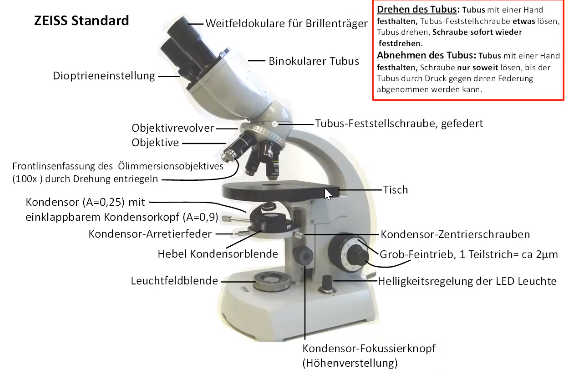 ZEISS Standard
Weitfeldokulare für Brillenträger
Drehen des Tubus: Tubus mit einer Hand
festhalten, Tubus-Feststellschraube etwas lösen,
Tubus drehen, Schraube sofort wieder
festdrehen.
Abnehmen des Tubus: Tubus mit einer Hand
festhalten, Schraube nur soweit lösen, bis der
Tubus durch Druck gegen deren Federung
abgenommen werden kann.
Binokularer Tubus
Dioptrieneinstellung
Tubus-Feststellschraube, gefedert
Objektivrevolver
Objektive
Frontlinsenfassung des Ölimmersionsobjektives
(100x ) durch Drehung entriegeln
Tisch
Kondensor (A=0,25) mit
einklappbarem Kondensorkopf (A=0,9)
Kondensor-Arretierfeder
Kondensor-Zentrierschrauben
Hebel Kondensorblende
Grob-Feintrieb, 1 Teilstrich= ca 2µm
Leuchtfeldblende
Helligkeitsregelung der LED Leuchte
Kondensor-Fokussierknopf
(Höhenverstellung)